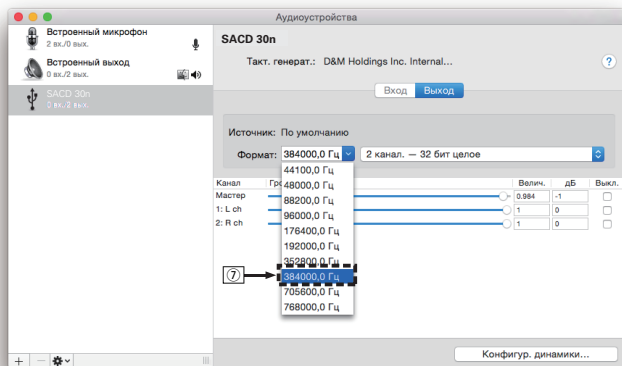 Аудиоустройства
Встроенный микрофон
2 вх./0 вых.
Встроенный выход
0 вх./2 вых.
SACD 30n
0 вх./2 вых.
SACD 30n
Такт. генерат.: D&M Holdings Inc. Internal...
?
Вход Выход
Источник: По умолчанию
Формат: 384000,0 Гц 2 канал. — 32 бит целое
44100,0 Гц
48000,0 Гц
88200,0 Гц
96000,0 Гц
176400,0 Гц
192000,0 Гц
352800,0 Гц
384000,0 Гц
705600,0 Гц
768000,0 Гц
Канал Гро Велич. дБ Выкл.
Мастер 0.984 -1
1: L ch 1 0
2: R ch 1 0
⑦
+ −
Конфигур. динамики...